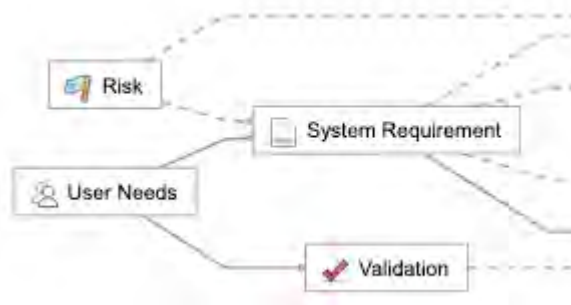 Risk
System Requirement
User Needs
Validation